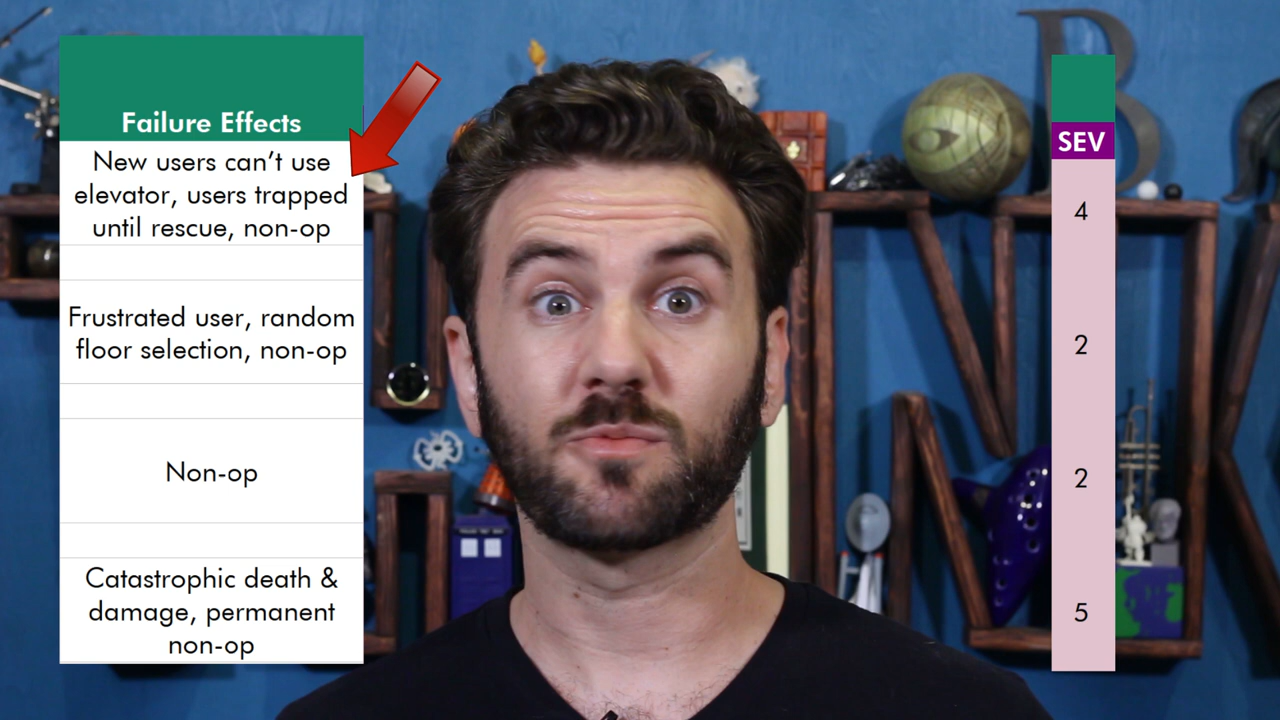 Failure Effects
New users can’t use
elevator, users trapped
until rescue, non-op
Frustrated user, random
floor selection, non-op
Non-op
Catastrophic death &
damage, permanent
non-op
SEV
4
2
2
5
B